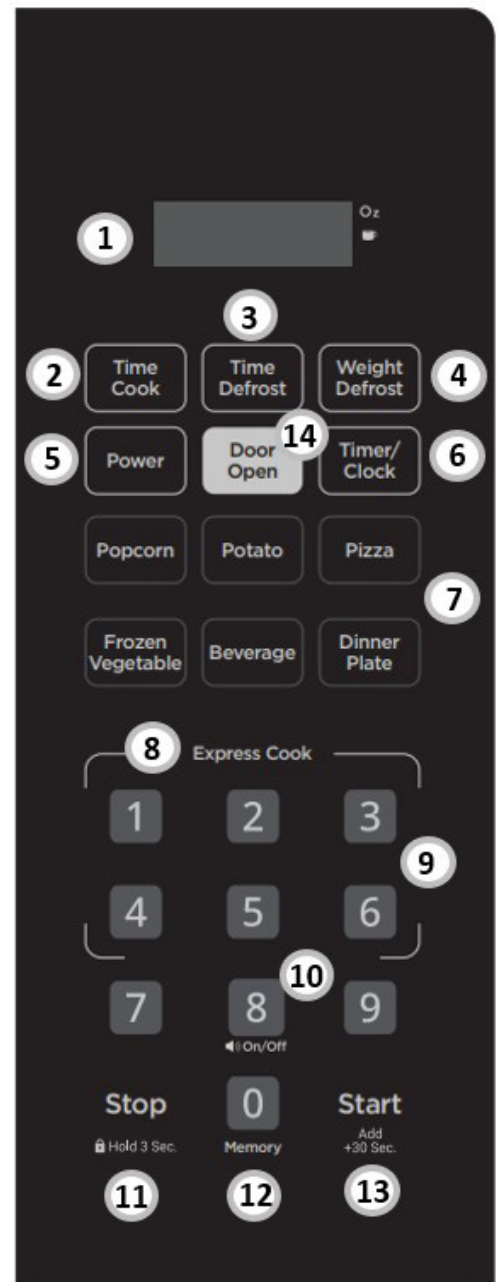 1
Oz
3
2
Time
Cook
Time
Defrost
Weight
Defrost
4
5
Power
14
Door
Open
Timer/
Clock
6
Popcorn
Potato
Pizza
7
Frozen
Vegetable
Beverage
Dinner
Plate
8
Express Cook
1
2
3
9
4
5
6
10
7
8
9
On/Off
Stop
0
Start
Hold 3 Sec.
Memory
Add
+30 Sec.
11
12
13